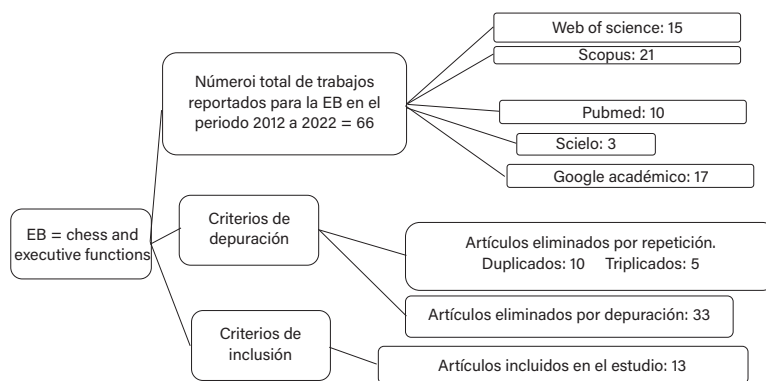 EB = chess and
executive functions
Númeroi total de trabajos
reportados para la EB en el
periodo 2012 a 2022 = 66
Web of science: 15
Scopus: 21
Pubmed: 10
Scielo: 3
Google académico: 17
Criterios de
depuración
Artículos eliminados por repetición.
Duplicados: 10 Triplicados: 5
Artículos eliminados por depuración: 33
Criterios de
inclusión
Artículos incluidos en el estudio: 13